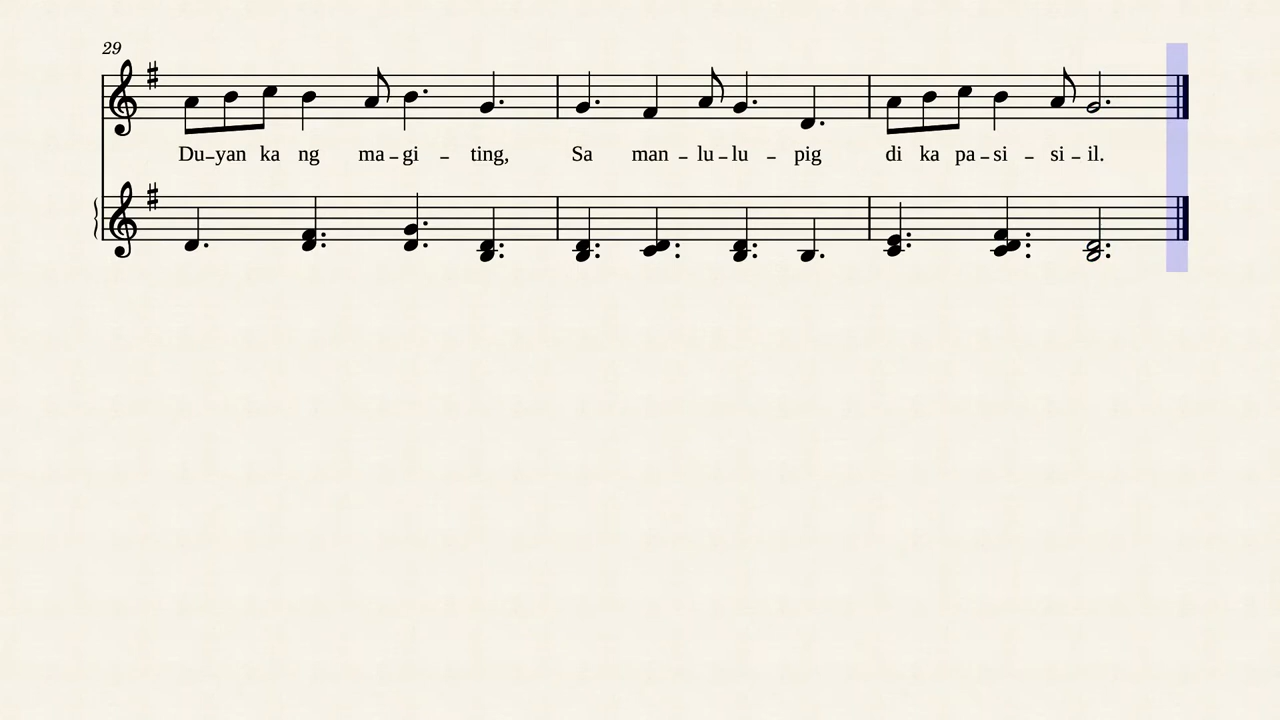 29
Du-yan ka ng ma-gi - ting, Sa man - lu-lu - pig di ka pa-si - si - il.